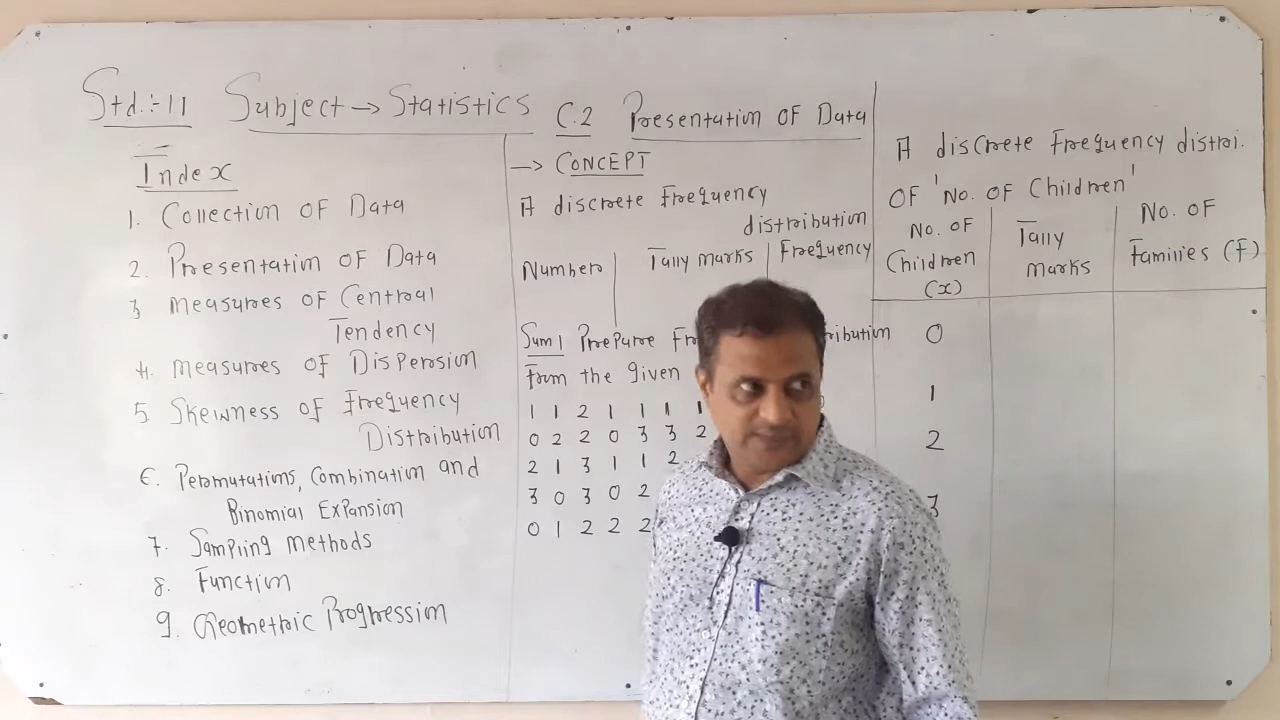 Std.:-11 Subject → Statistics
Index
1. Collection OF Data
2. Presentation OF Data
3 Measures OF Central
Tendency
4. Measures OF Dispersion
5. Skewness OF Frequency
Distribution
6. Permutations, Combination and
Binomial Expansion
7. Sampling Methods
8. Function
9. Geometric Progression
C.2 Presentation OF Data
→ CONCEPT
A discrete Frequency
distribution
Numbers Tally marks Frequency
Sum 1 Prepare
from the given
1 1 2 1 1 1 1
0 2 2 0 3 3 2
2 1 3 1 1 2
3 0 3 0 2
0 1 2 2 2
A discrete Frequency distri.
OF 'No. OF Children'
No. OF
Children
(x)
Tally
marks
No. OF
Families (F)
0
1
2
3